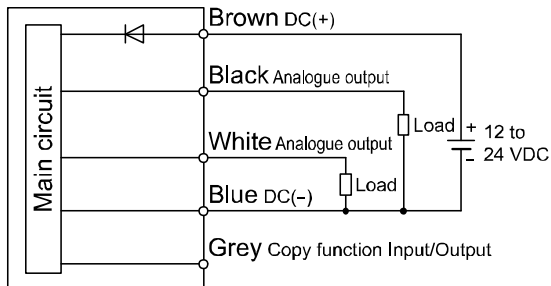 Brown DC(+)
Main circuit
Black Analogue output
Load
+ 12 to
- 24 VDC
White Analogue output
Load
Blue DC(-)
Grey Copy function Input/Output